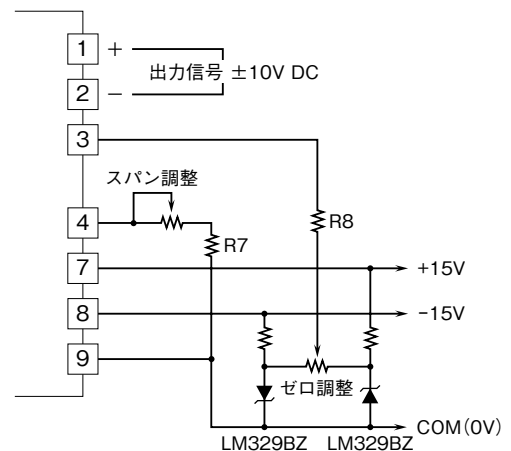 1 +
出力信号 ±10V DC
2 −
3
スパン調整
4
R8
R7
7
+15V
8
−15V
9
ゼロ調整
COM(0V)
LM329BZ LM329BZ